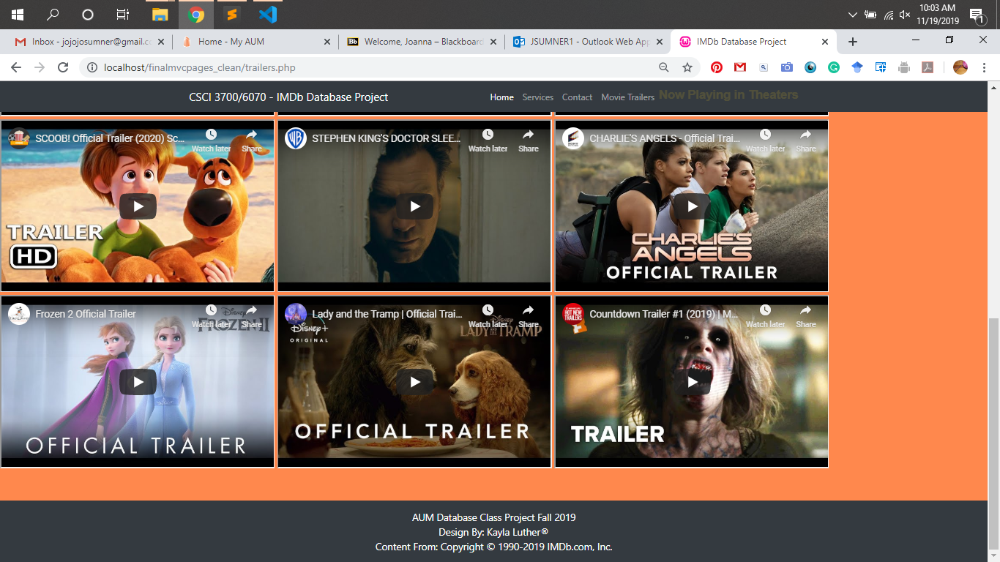 10:03 AM
11/19/2019
1
Inbox - jojojosumner@gmail.c
Home - My AUM
Bb Welcome, Joanna – Blackboard
JSUMNER1 - Outlook Web App
IMDb Database Project
localhost/finalmvcpages_clean/trailers.php
CSCI 3700/6070 - IMDb Database Project
Home Services Contact Movie Trailers Now Playing in Theaters
SCOOB! Official Trailer (2020) Sc...
Watch later Share
TRAILER
HD
STEPHEN KING'S DOCTOR SLEE...
Watch later Share
CHARLIE'S ANGELS - Official Trai...
Watch later Share
CHARLIE'S
ANGELS
OFFICIAL TRAILER
Frozen 2 Official Trailer
Watch later Share
DISNEY
FROZEN II
OFFICIAL TRAILER
Lady and the Tramp | Official Trai...
Watch later Share
Disney+
ORIGINAL
DISNEY
LADY AND THE TRAMP
OFFICIAL TRAILER
Countdown Trailer #1 (2019) | M...
Watch later Share
HOT NEW
TRAILERS
TRAILER
AUM Database Class Project Fall 2019
Design By: Kayla Luther®
Content From: Copyright © 1990-2019 IMDb.com, Inc.